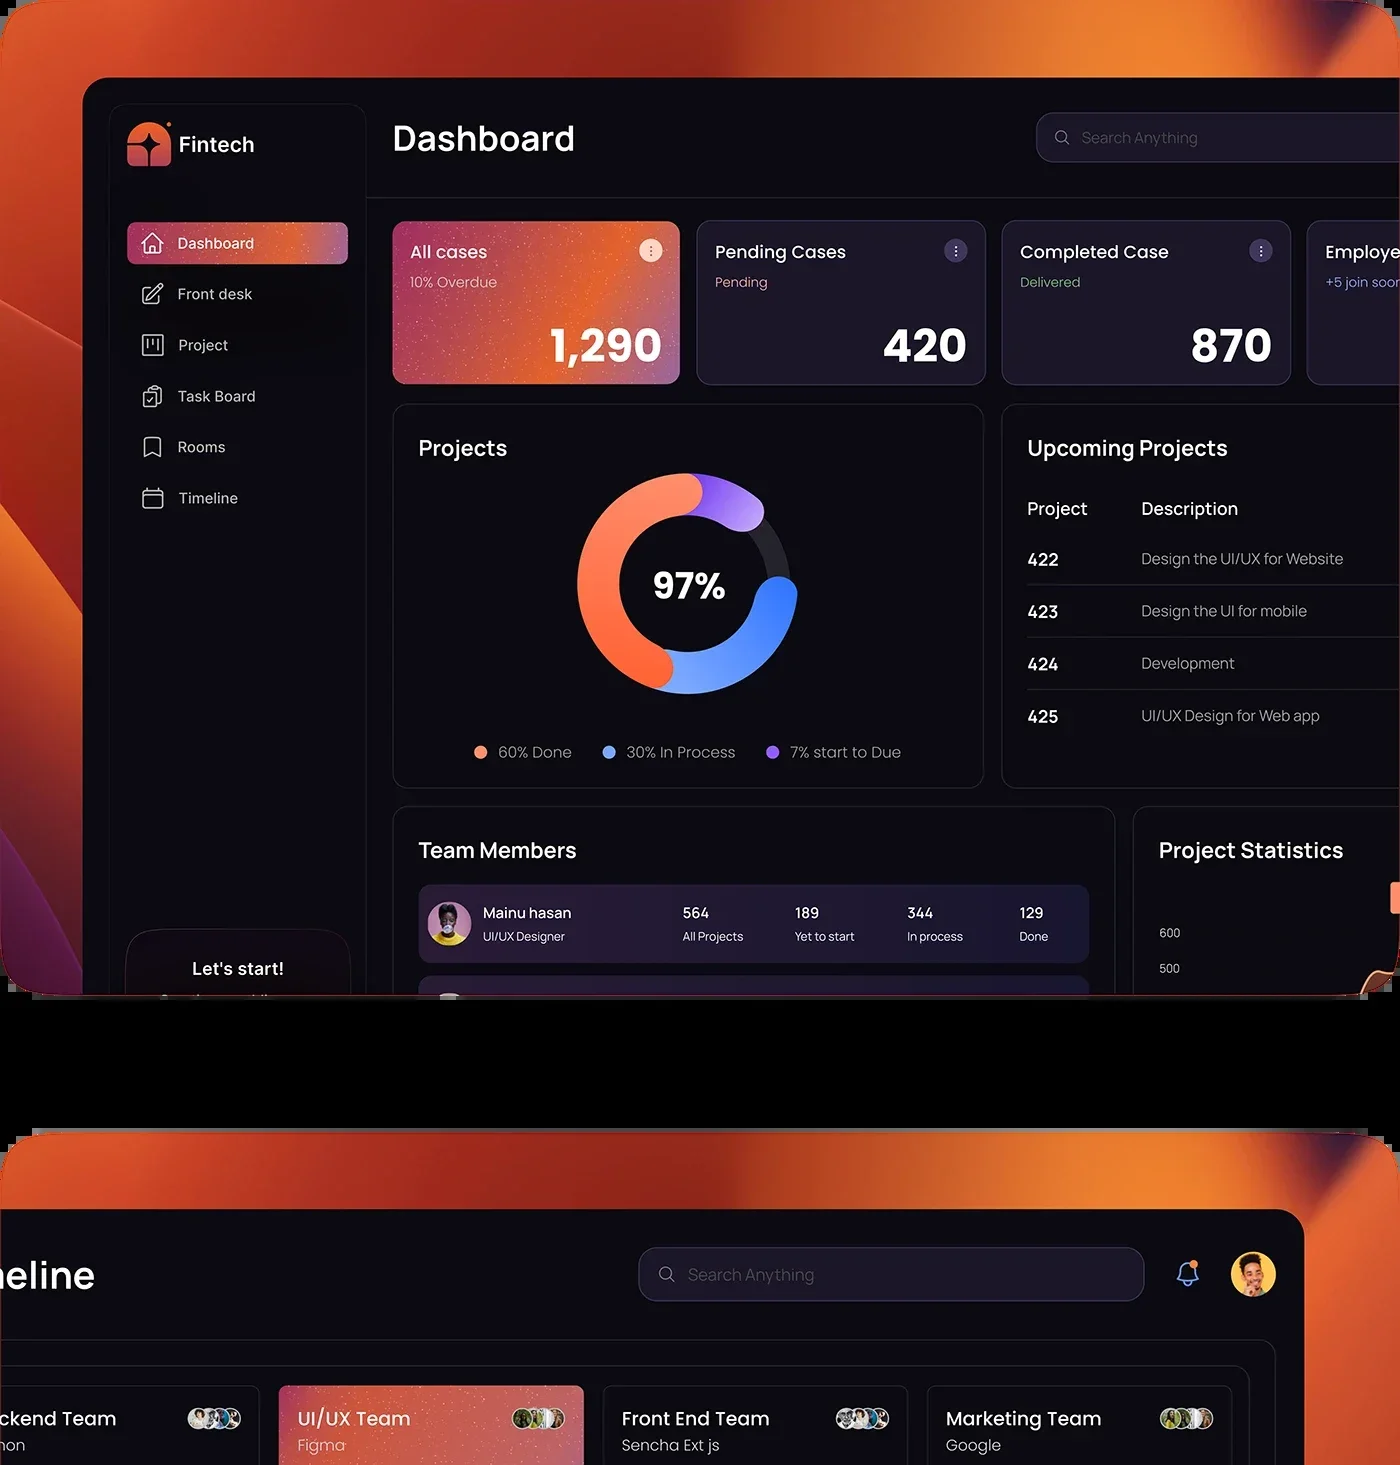 Fintech
Dashboard
Search Anything
Dashboard
Front desk
Project
Task Board
Rooms
Timeline
Let's start!
All cases
10% Overdue
1,290
Pending Cases
Pending
420
Completed Case
Delivered
870
Employe
+5 join soon
Projects
97%
60% Done
30% In Process
7% start to Due
Upcoming Projects
Project Description
422 Design the UI/UX for Website
423 Design the UI for mobile
424 Development
425 UI/UX Design for Web app
Team Members
Mainu hasan
UI/UX Designer
564
All Projects
189
Yet to start
344
In process
129
Done
Project Statistics
600
500
neline
Search Anything
ckend Team
hon
UI/UX Team
Figma
Front End Team
Sencha Ext js
Marketing Team
Google